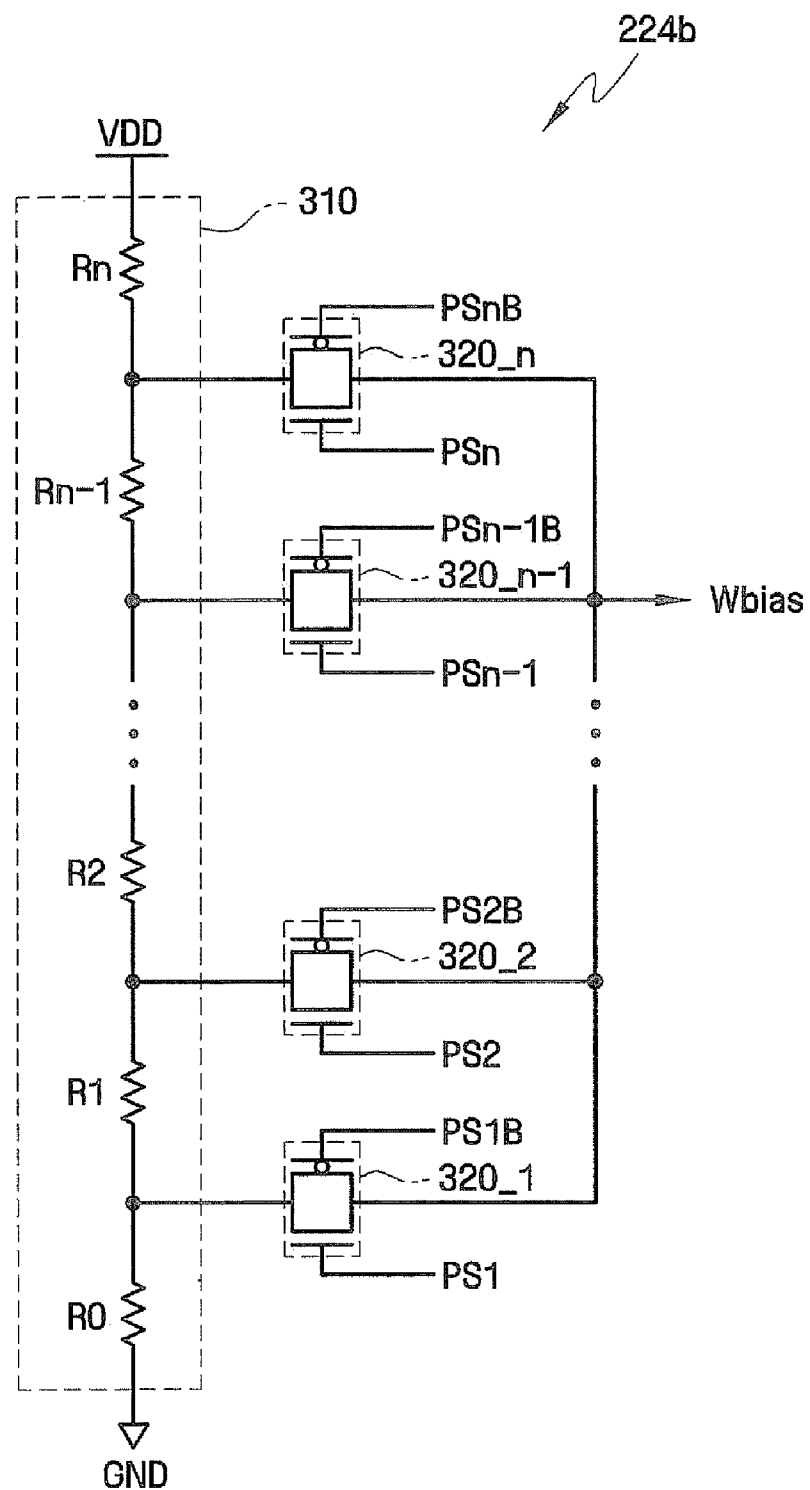 224b
VDD
310
Rn
PSnB
320_n
PSn
Rn-1
PSn-1B
320_n-1
Wbias
PSn-1
R2
PS2B
320_2
PS2
R1
PS1B
320_1
PS1
R0
GND